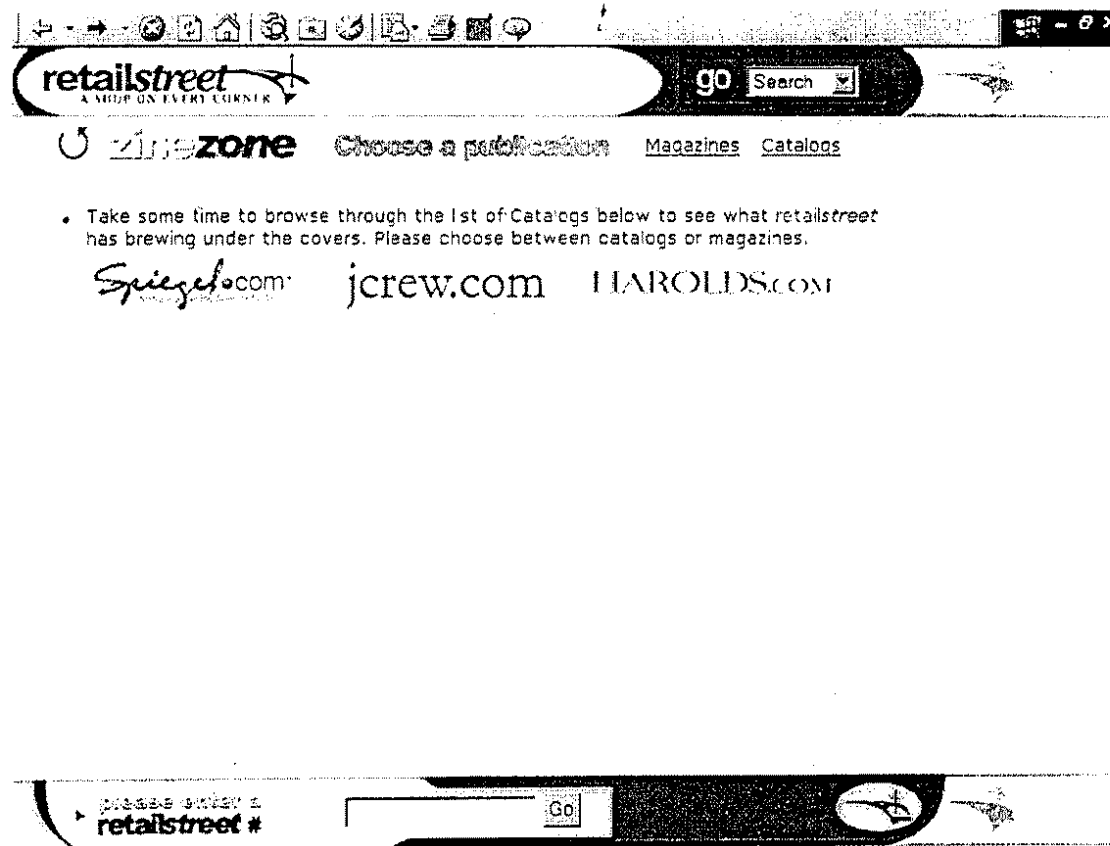 retailstreet
A SHOP ON EVERY CORNER
go Search
zinezone Choose a publication Magazines Catalogs
• Take some time to browse through the list of Catalogs below to see what retailstreet
has brewing under the covers. Please choose between catalogs or magazines.
Spiegel.com jcrew.com HAROLDS.COM
please enter a
retailstreet # Go